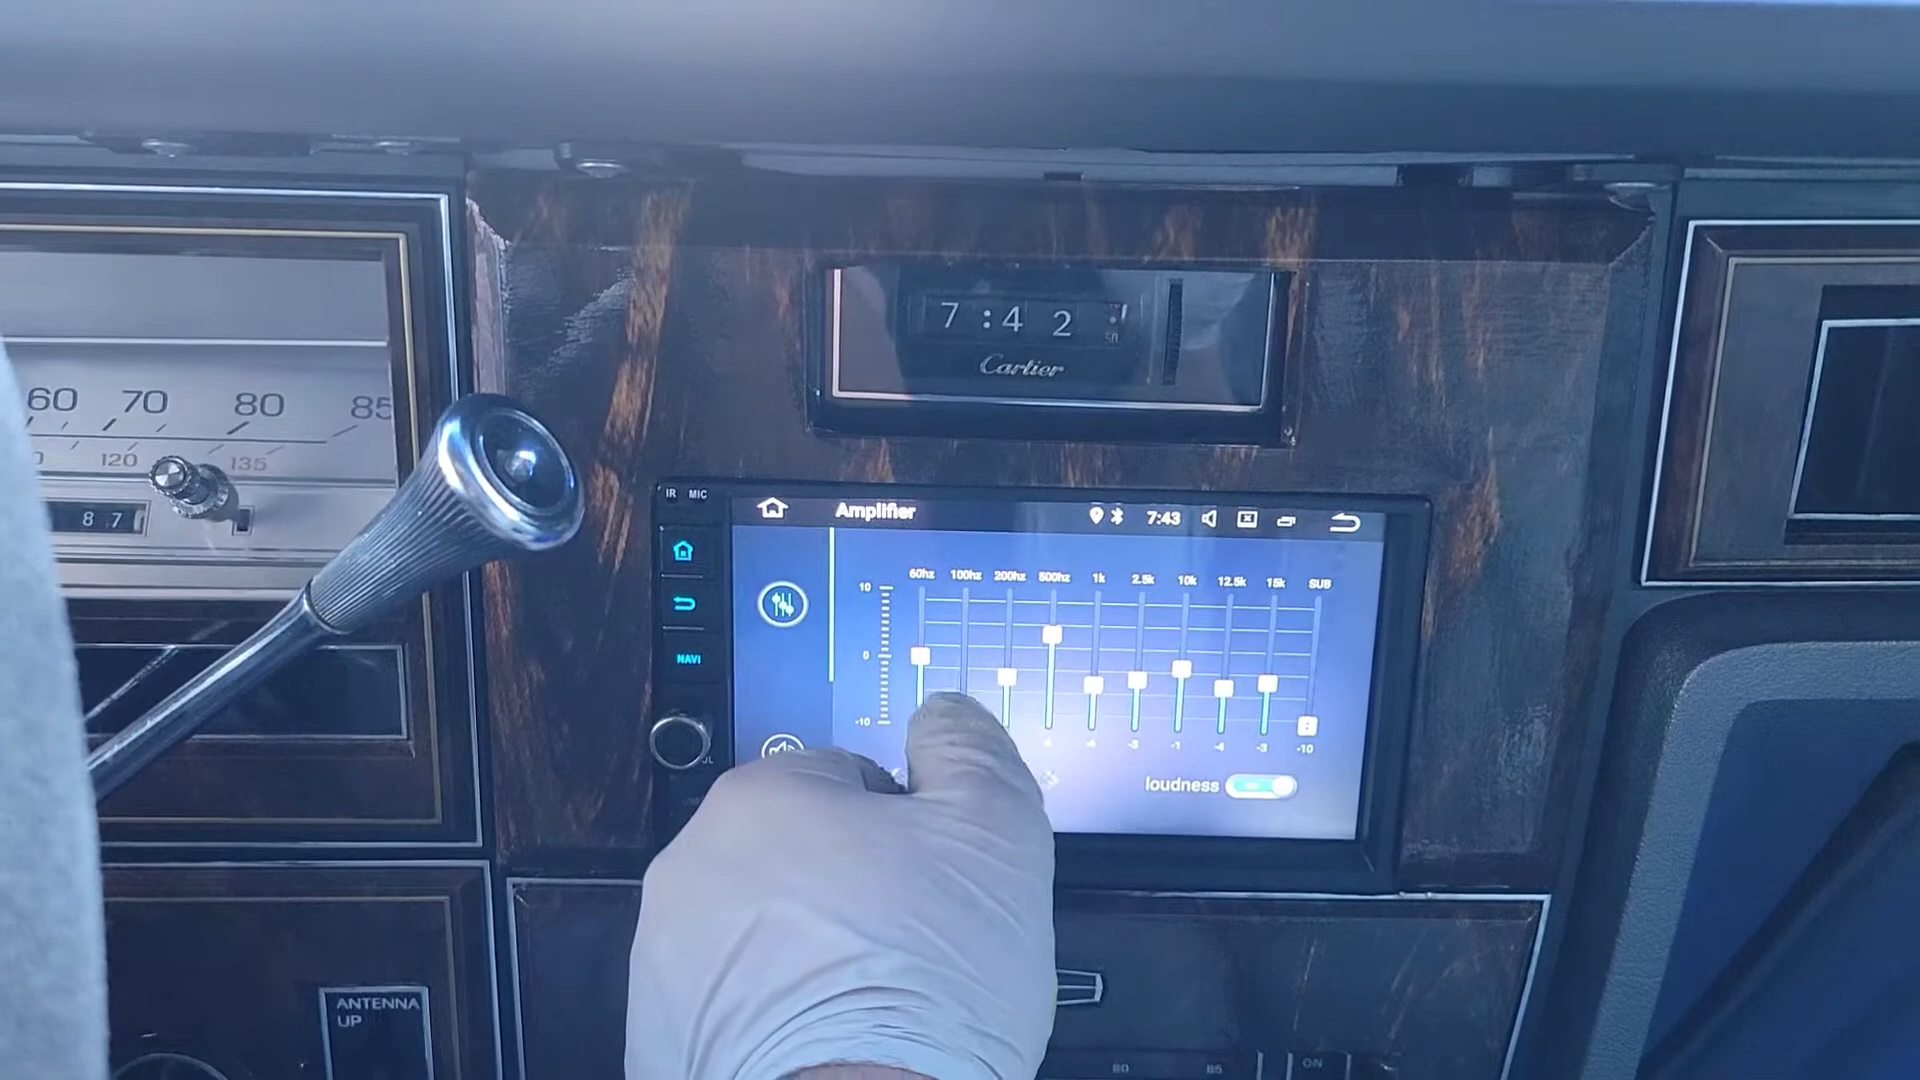 7:42
50
Cartier
60 70 80 85
120 135
8 7
IR MIC
Amplifier
7:43
60hz 100hz 200hz 500hz 1k 2.5k 10k 12.5k 15k SUB
10
0
-10
NAVI
4 -4 -3 -1 -4 -3 -10
loudness
ANTENNA
UP
80 85 ON